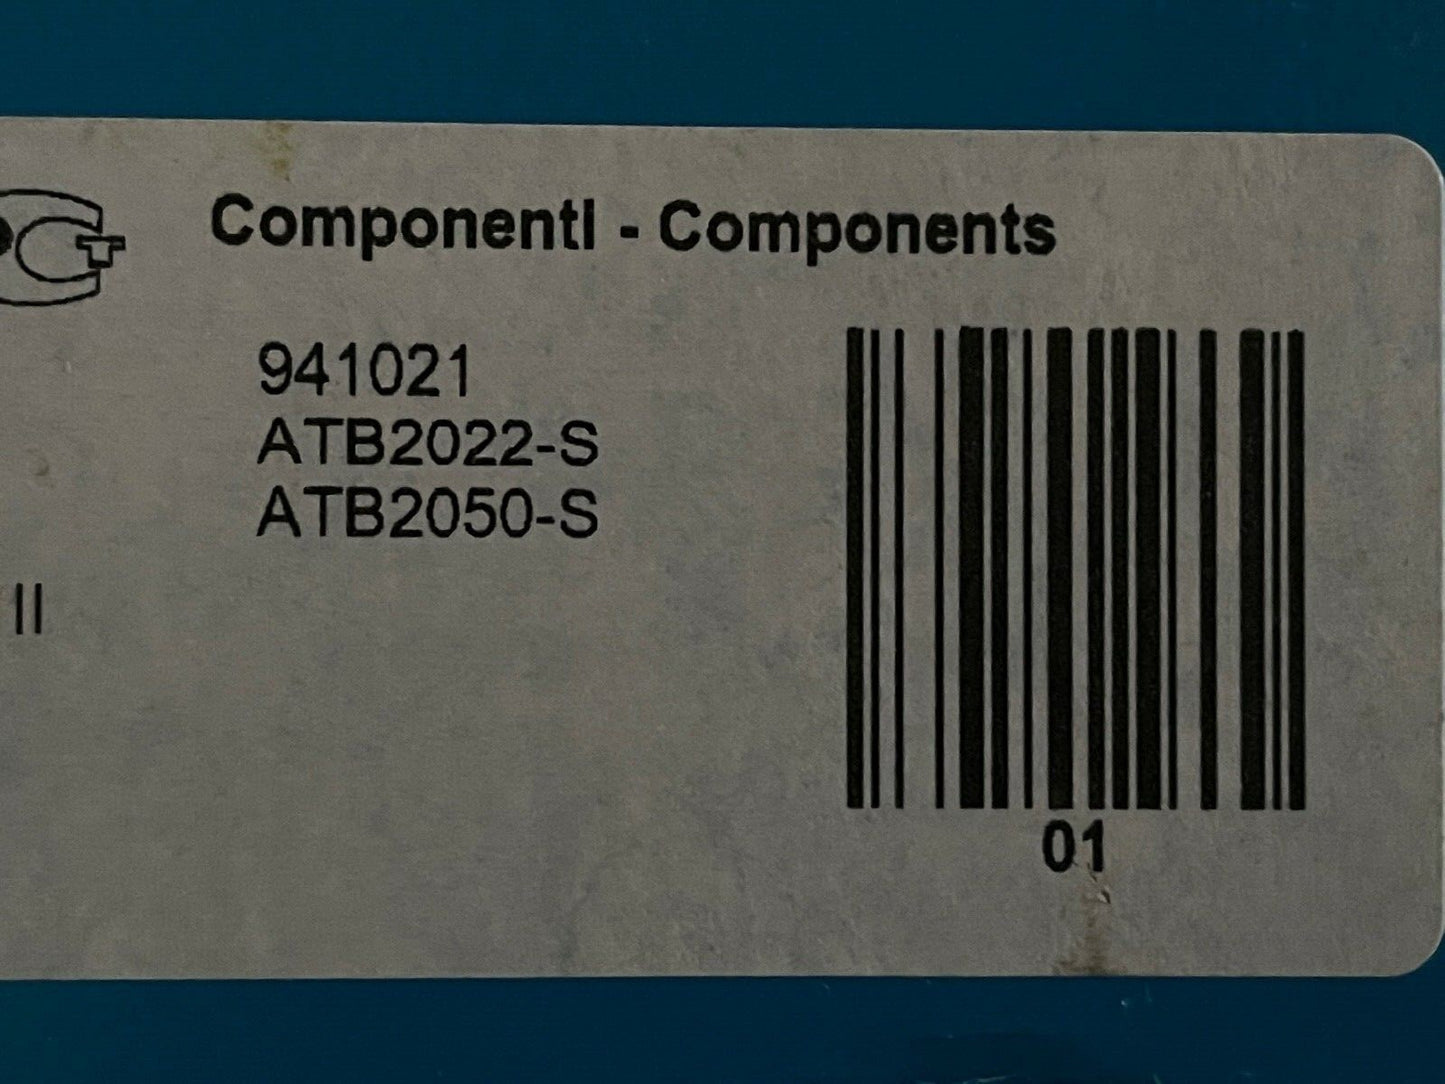 Componentl - Components
941021
ATB2022-S
ATB2050-S
II
01